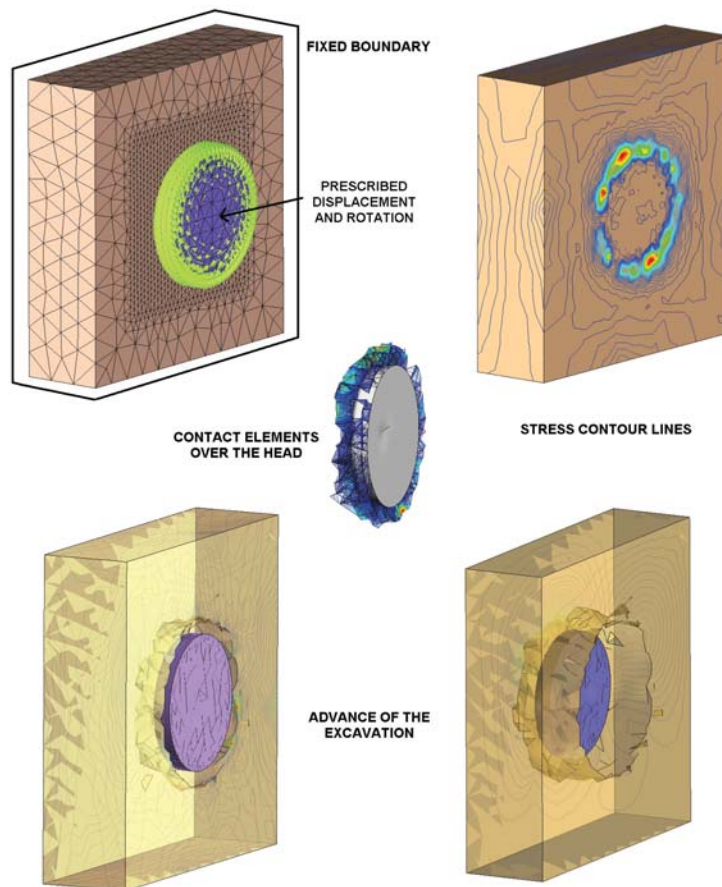 FIXED BOUNDARY
PRESCRIBED
DISPLACEMENT
AND ROTATION
CONTACT ELEMENTS
OVER THE HEAD
STRESS CONTOUR LINES
ADVANCE OF THE
EXCAVATION